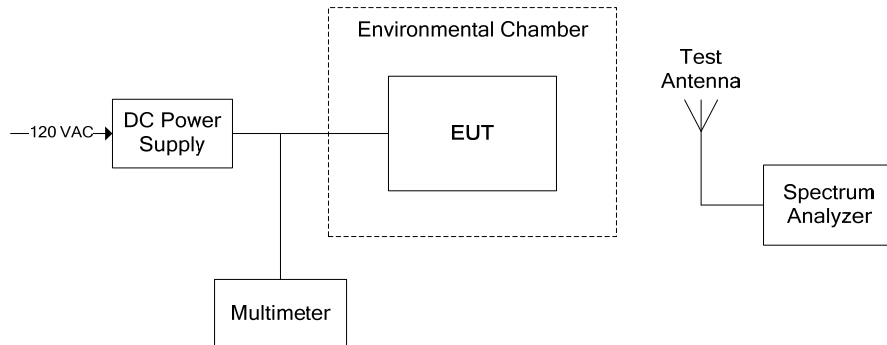 Environmental Chamber
Test
Antenna
120 VAC
DC Power
Supply
EUT
Spectrum
Analyzer
Multimeter